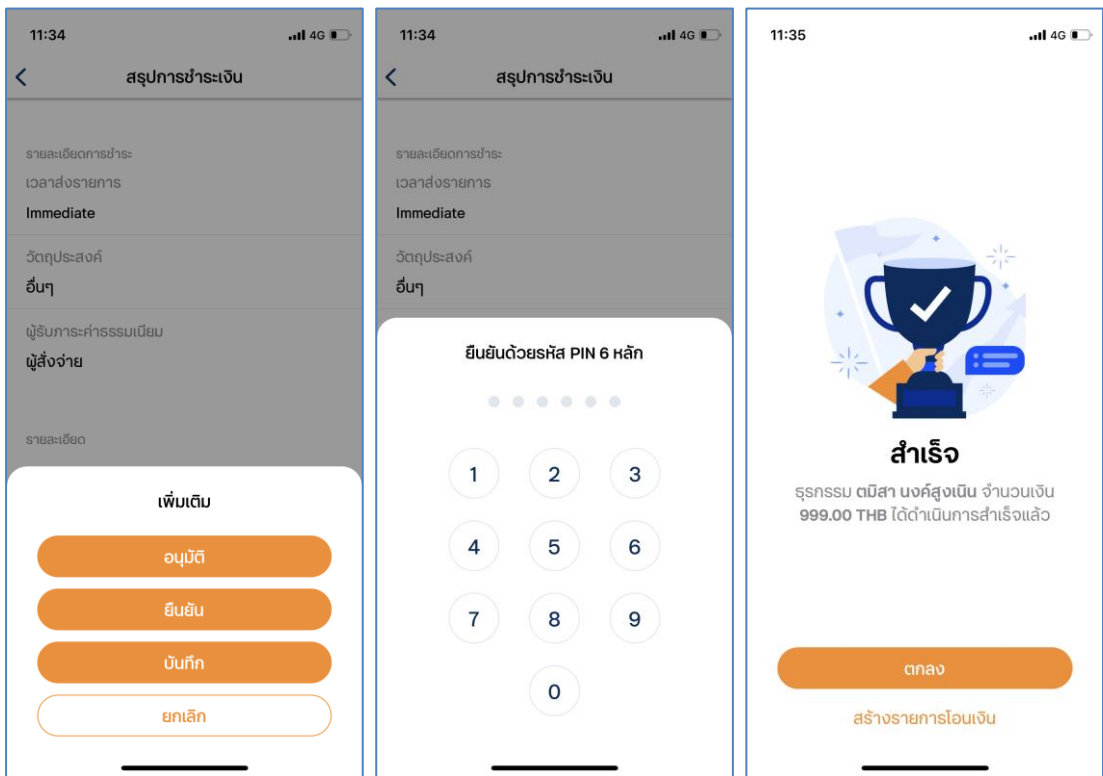 11:34
4G
สรุปการชำระเงิน
รายละเอียดการชำระ
เวลาส่งรายการ
Immediate
วัตถุประสงค์
อื่นๆ
ผู้รับภาระค่าธรรมเนียม
ผู้สั่งจ่าย
รายละเอียด
เพิ่มเติม
อนุมัติ
ยืนยัน
บันทึก
ยกเลิก
11:34
4G
สรุปการชำระเงิน
รายละเอียดการชำระ
เวลาส่งรายการ
Immediate
วัตถุประสงค์
อื่นๆ
ยืนยันด้วยรหัส PIN 6 หลัก
1 2 3
4 5 6
7 8 9
0
11:35
4G
สำเร็จ
ธุรกรรม ตมิสา นงค์สูงเนิน จำนวนเงิน
999.00 THB ได้ดำเนินการสำเร็จแล้ว
ตกลง
สร้างรายการโอนเงิน